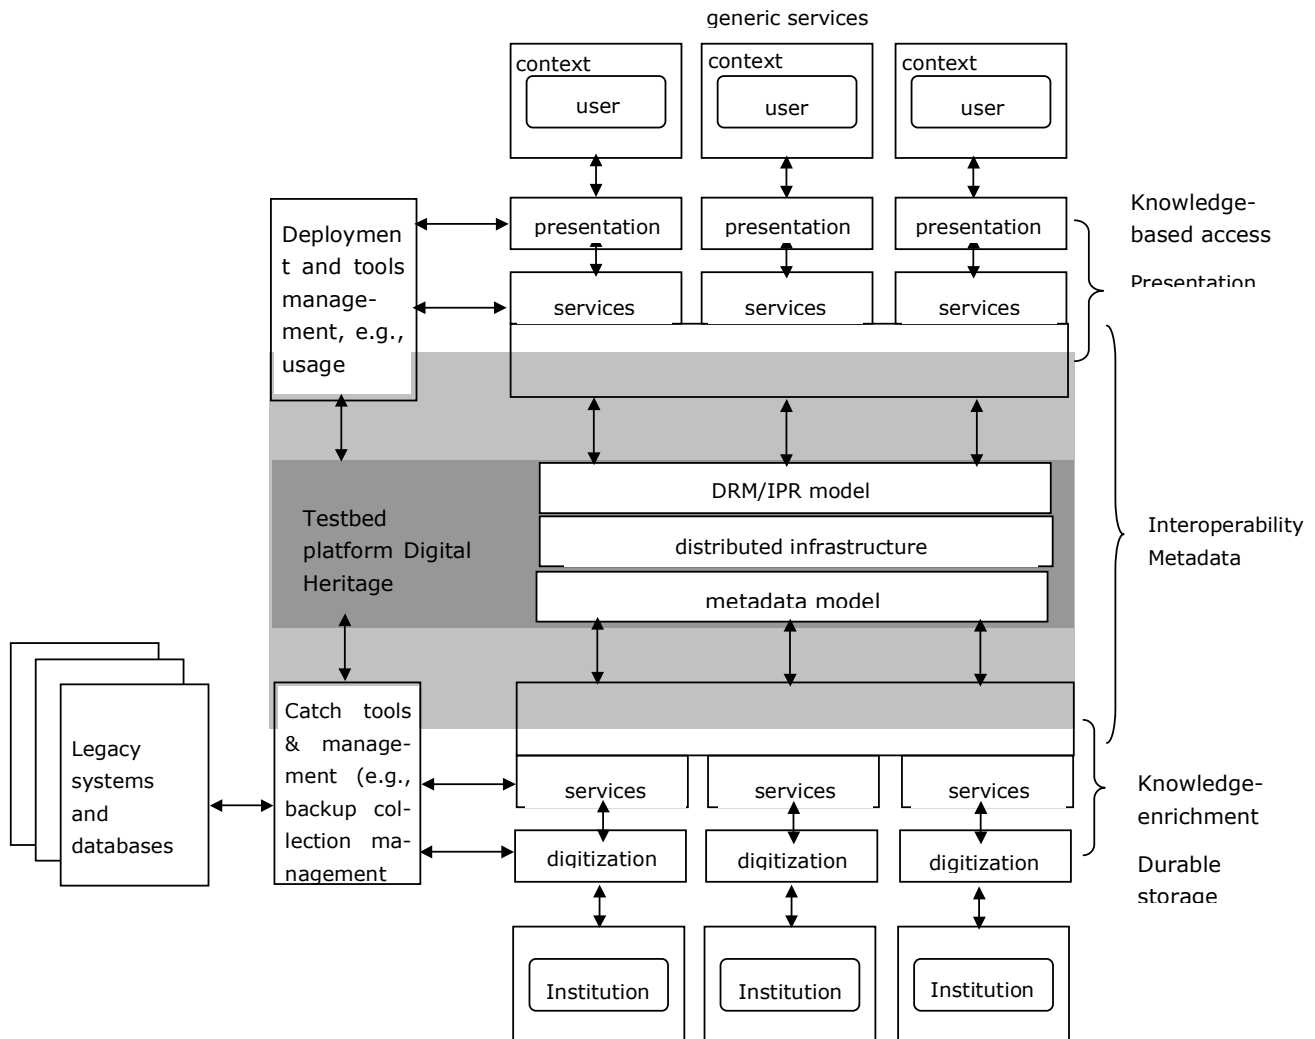 generic services
context
context
context
user
user
user
presentation
presentation
presentation
Knowledge-
based access
Presentation
Deploymen
t and tools
manage-
ment, e.g.,
usage
services
services
services
DRM/IPR model
distributed infrastructure
metadata model
Testbed
platform Digital
Heritage
Interoperability
Metadata
Legacy
systems
and
databases
Catch tools
& manage-
ment (e.g.,
backup col-
lection ma-
nagement
services
services
services
digitization
digitization
digitization
Knowledge-
enrichment
Durable
storage
Institution
Institution
Institution